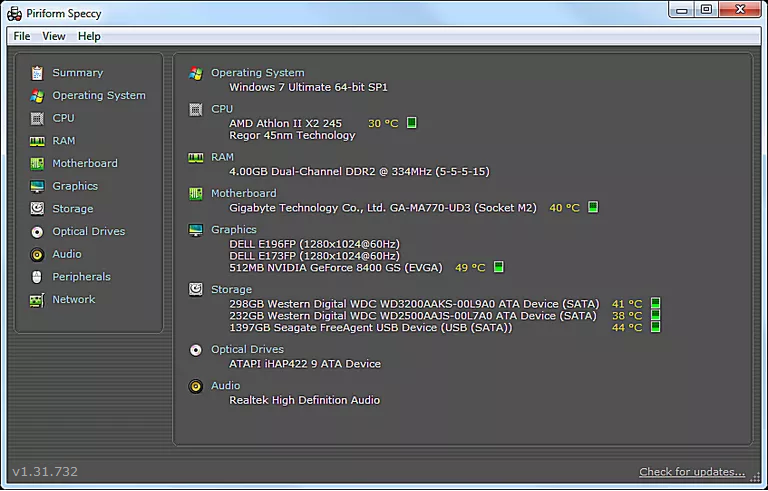 Piriform Speccy
File View Help
Summary
Operating System
CPU
RAM
Motherboard
Graphics
Storage
Optical Drives
Audio
Peripherals
Network
Operating System
Windows 7 Ultimate 64-bit SP1
CPU
AMD Athlon II X2 245 30 °C
Regor 45nm Technology
RAM
4.00GB Dual-Channel DDR2 @ 334MHz (5-5-5-15)
Motherboard
Gigabyte Technology Co., Ltd. GA-MA770-UD3 (Socket M2) 40 °C
Graphics
DELL E196FP (1280x1024@60Hz)
DELL E173FP (1280x1024@60Hz)
512MB NVIDIA GeForce 8400 GS (EVGA) 49 °C
Storage
298GB Western Digital WDC WD3200AAKS-00L9A0 ATA Device (SATA) 41 °C
232GB Western Digital WDC WD2500AAJS-00L7A0 ATA Device (SATA) 38 °C
1397GB Seagate FreeAgent USB Device (USB (SATA)) 44 °C
Optical Drives
ATAPI iHAP422 9 ATA Device
Audio
Realtek High Definition Audio
v1.31.732
Check for updates...